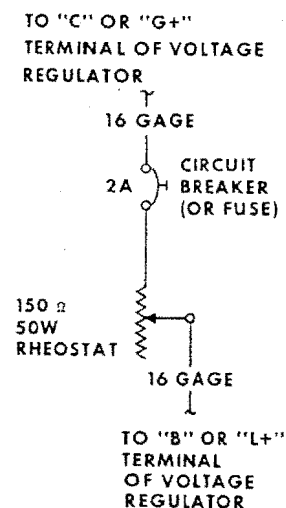 TO "C" OR "G+"
TERMINAL OF VOLTAGE
REGULATOR
16 GAGE
2A
CIRCUIT
BREAKER
(OR FUSE)
150 Ω
50W
RHEOSTAT
16 GAGE
TO "B" OR "L+"
TERMINAL
OF VOLTAGE
REGULATOR